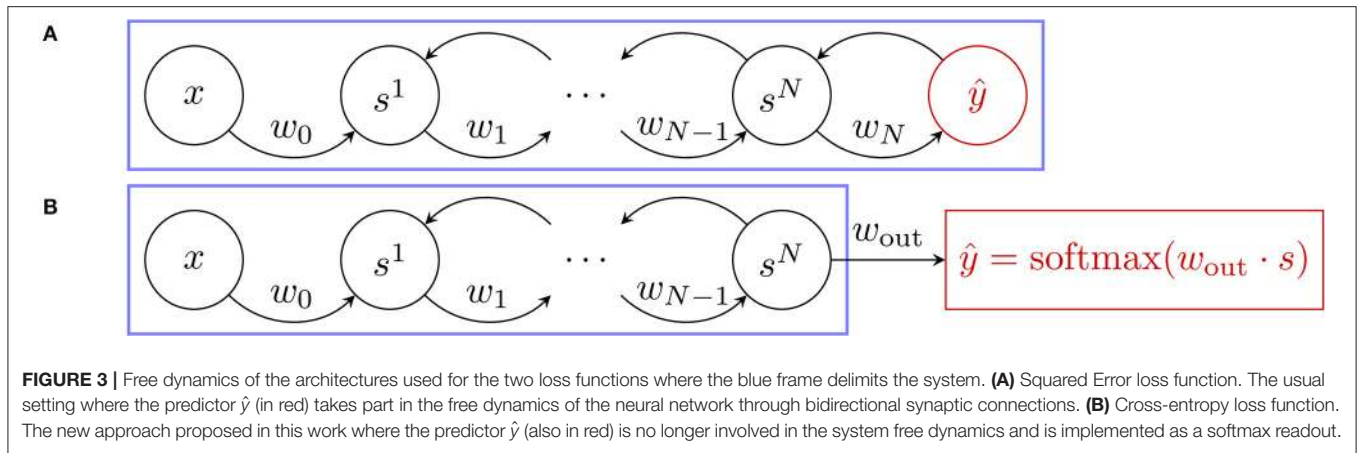 A
x
s^1
· · ·
s^N
ŷ
w_0
w_1
w_{N−1}
w_N
B
x
s^1
· · ·
s^N
w_out
ŷ = softmax(w_out · s)
w_0
w_1
w_{N−1}
FIGURE 3 | Free dynamics of the architectures used for the two loss functions where the blue frame delimits the system. (A) Squared Error loss function. The usual
setting where the predictor ŷ (in red) takes part in the free dynamics of the neural network through bidirectional synaptic connections. (B) Cross-entropy loss function.
The new approach proposed in this work where the predictor ŷ (also in red) is no longer involved in the system free dynamics and is implemented as a softmax readout.